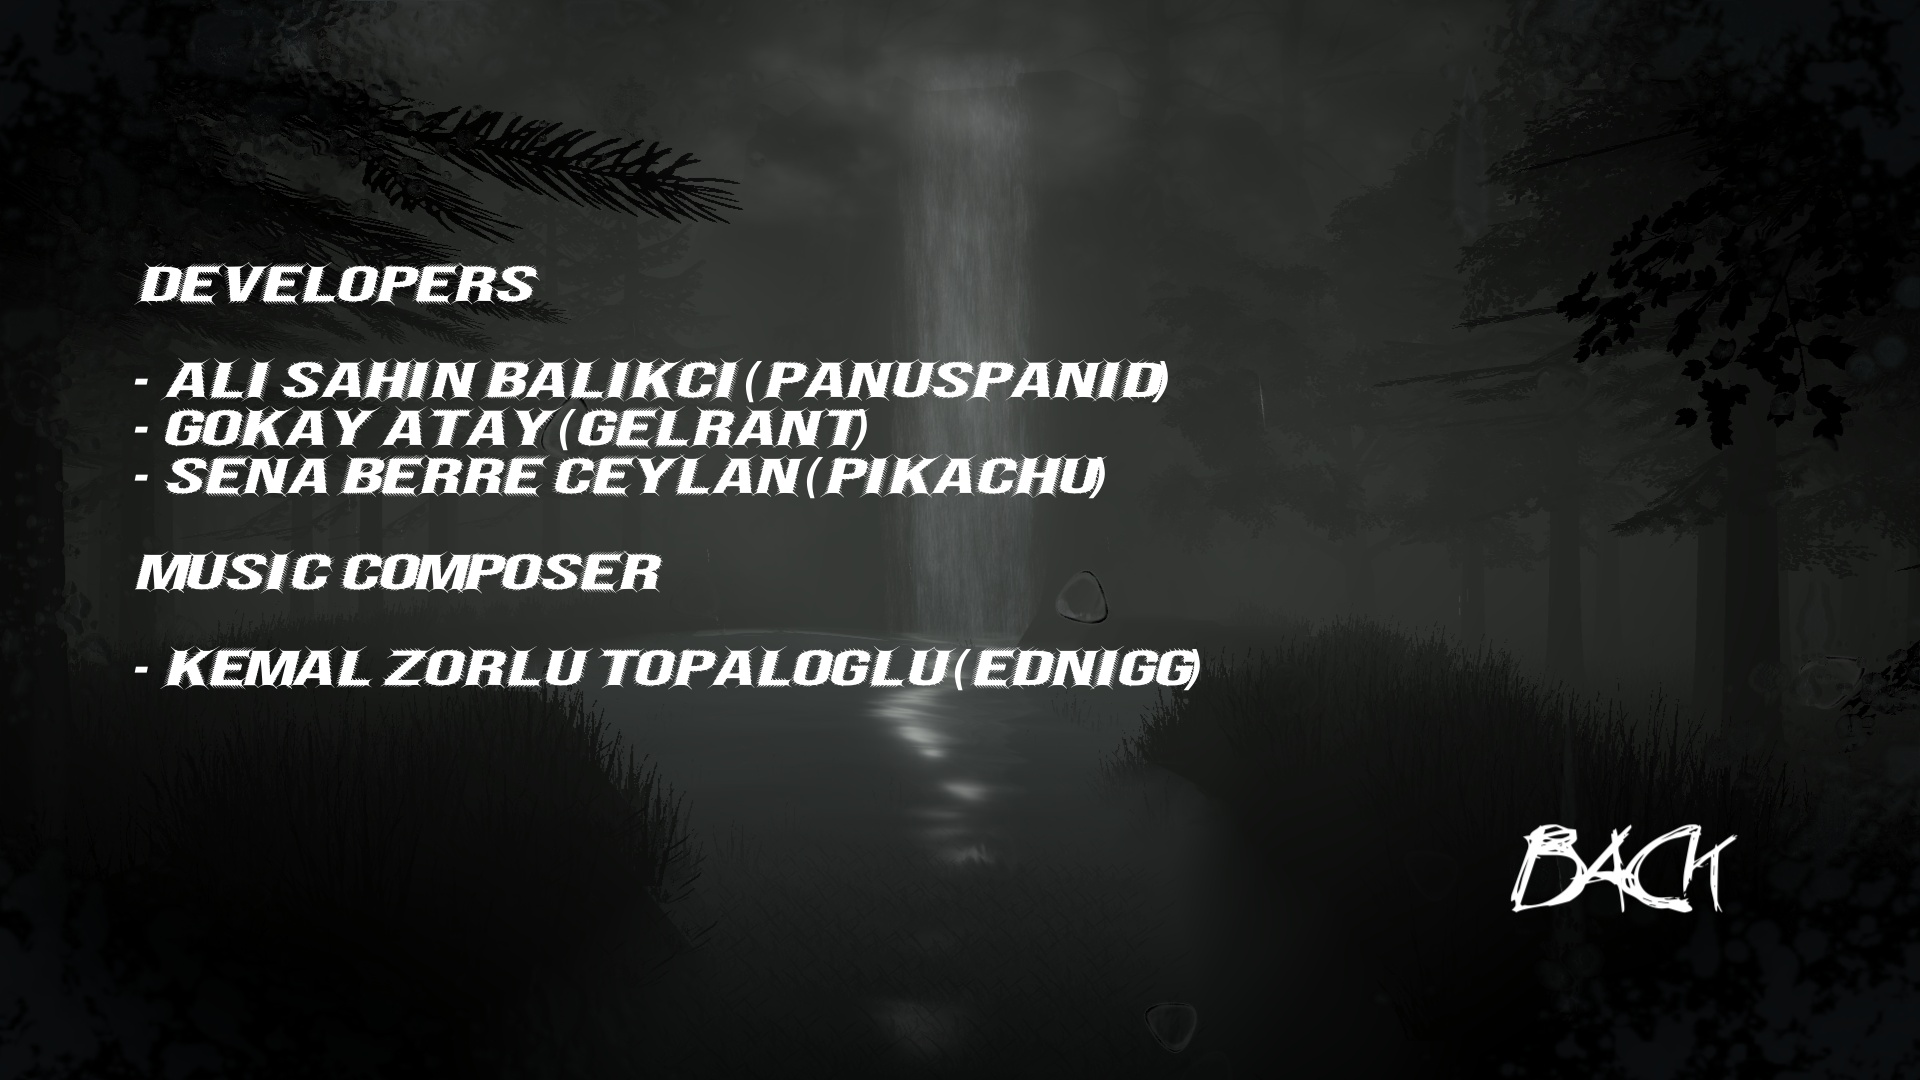 DEVELOPERS
- ALI SAHIN BALIKCI (PANUSPANID)
- GOKAY ATAY (GELRANT)
- SENA BERRE CEYLAN (PIKACHU)
MUSIC COMPOSER
- KEMAL ZORLU TOPALOGLU (EDNIGG)
BACK